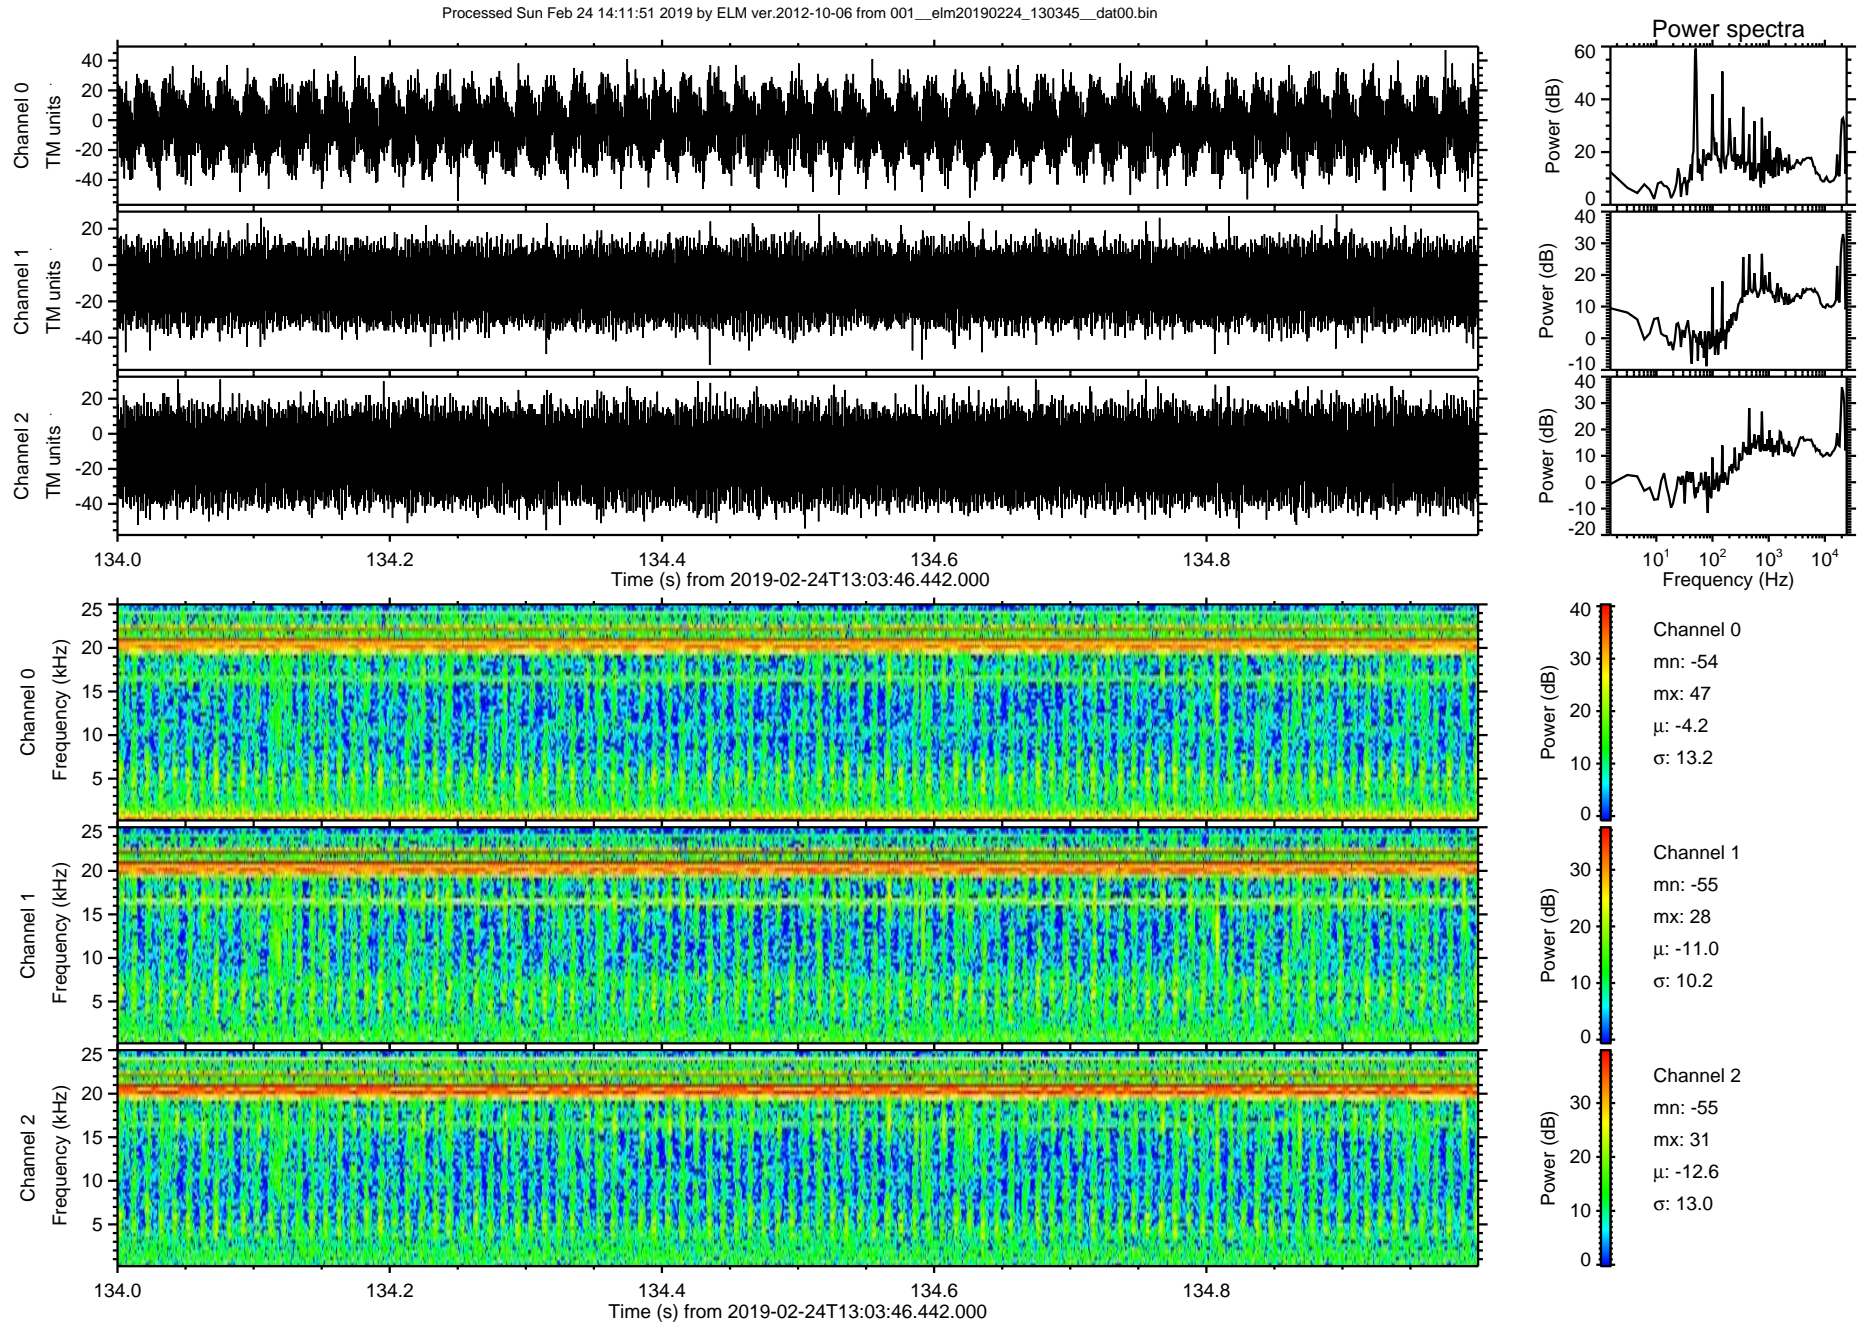 Processed Sun Feb 24 14:11:51 2019 by ELM ver.2012-10-06 from 001__elm20190224_130345__dat00.bin
Power spectra
Channel 0
TM units
40
20
0
-20
-40
Power (dB)
60
40
20
0
Channel 1
TM units
20
0
-20
-40
Power (dB)
40
30
20
10
0
-10
Channel 2
TM units
20
0
-20
-40
Power (dB)
40
30
20
10
0
-10
-20
134.0 134.2 134.4 134.6 134.8
Time (s) from 2019-02-24T13:03:46.442.000
10¹ 10² 10³ 10⁴
Frequency (Hz)
Channel 0
Frequency (kHz)
25
20
15
10
5
Power (dB)
40
30
20
10
0
Channel 0
mn: -54
mx: 47
μ: -4.2
σ: 13.2
Channel 1
Frequency (kHz)
25
20
15
10
5
Power (dB)
30
20
10
0
Channel 1
mn: -55
mx: 28
μ: -11.0
σ: 10.2
Channel 2
Frequency (kHz)
25
20
15
10
5
Power (dB)
30
20
10
0
Channel 2
mn: -55
mx: 31
μ: -12.6
σ: 13.0
134.0 134.2 134.4 134.6 134.8
Time (s) from 2019-02-24T13:03:46.442.000